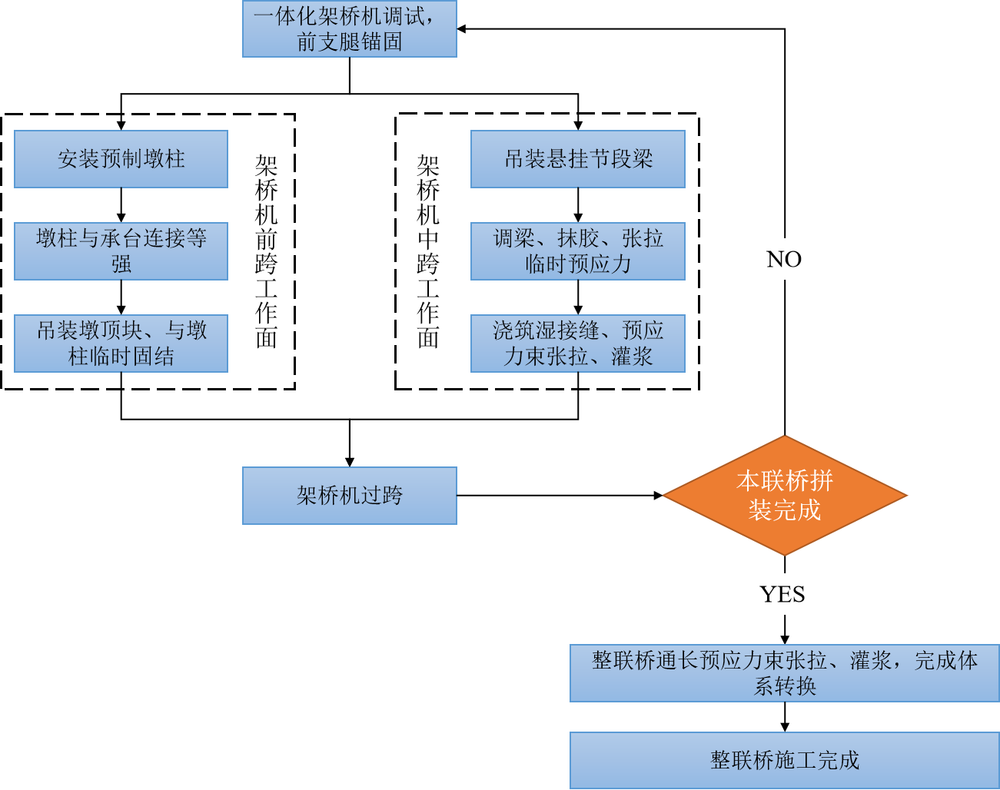 一体化架桥机调试，
前支腿锚固
安装预制墩柱
墩柱与承台连接等
强
吊装墩顶块、与墩
柱临时固结
架桥机前跨工作面
架桥机中跨工作面
吊装悬挂节段梁
调梁、抹胶、张拉
临时预应力
浇筑湿接缝、预应
力束张拉、灌浆
NO
架桥机过跨
本联桥拼
装完成
YES
整联桥通长预应力束张拉、灌浆，完成体
系转换
整联桥施工完成